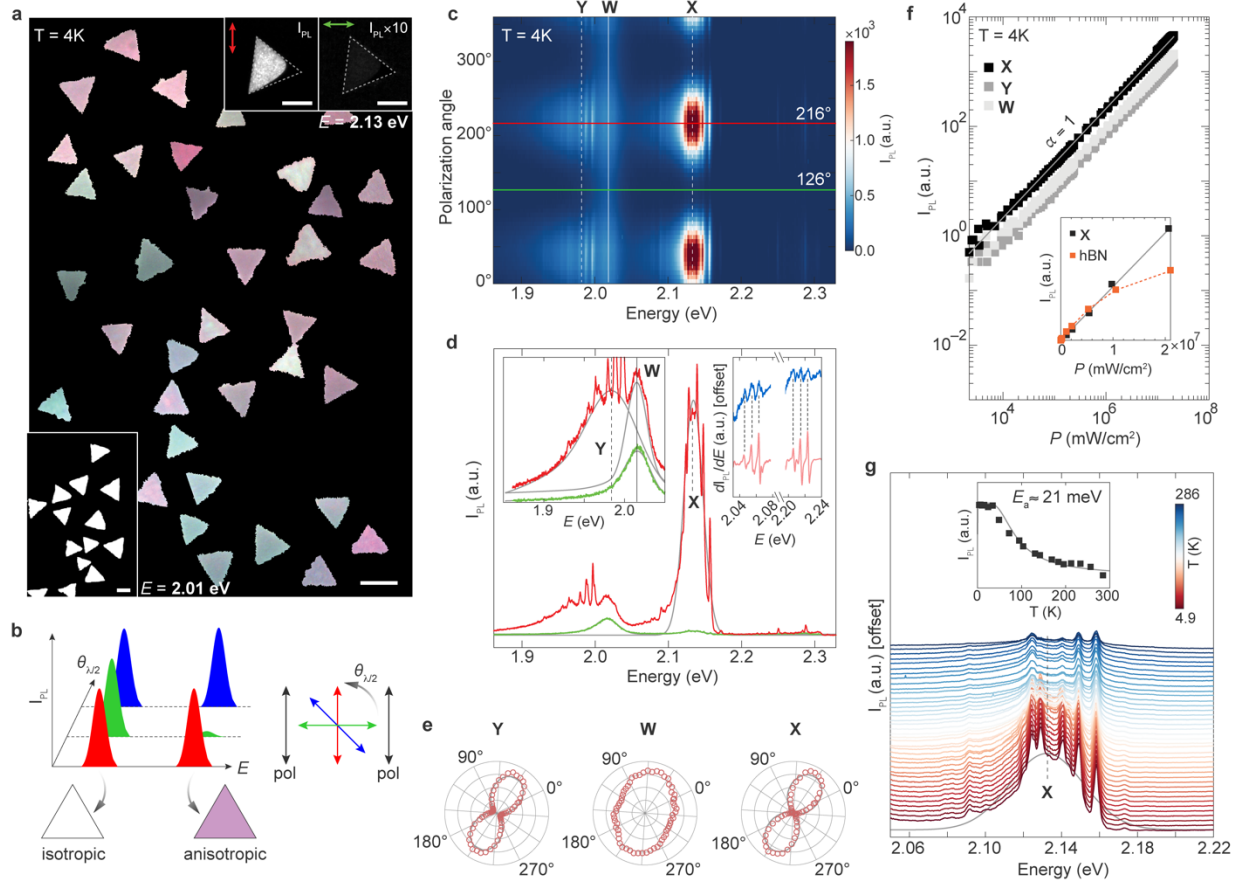 a
T = 4K
I_PL
I_PL×10
E = 2.13 eV
E = 2.01 eV
b
I_PL
θ_λ/2
E
isotropic
anisotropic
θ_λ/2
pol
pol
c
Y W X
T = 4K
Polarization angle
300°
200°
100°
0°
216°
126°
1.9 2.0 2.1 2.2 2.3
Energy (eV)
×10³
1.5
1.0
0.5
0.0
I_PL (a.u.)
d
I_PL (a.u.)
W
Y
X
1.9 2.0
E (eV)
dI_PL/dE (a.u.) [offset]
2.04 2.08 2.20 2.24
E (eV)
1.9 2.0 2.1 2.2 2.3
Energy (eV)
e
Y
90°
0°
180°
270°
W
90°
0°
180°
270°
X
90°
0°
180°
270°
f
T = 4K
X
Y
W
α = 1
I_PL (a.u.)
10⁴
10²
10⁰
10⁻²
X
hBN
I_PL (a.u.)
0 1 2 ×10⁷
P (mW/cm²)
10⁴ 10⁶ 10⁸
P (mW/cm²)
g
E_a ≈ 21 meV
I_PL (a.u.)
0 100 200 300
T (K)
286
T (K)
4.9
I_PL (a.u.) [offset]
X
2.06 2.10 2.14 2.18 2.22
Energy (eV)